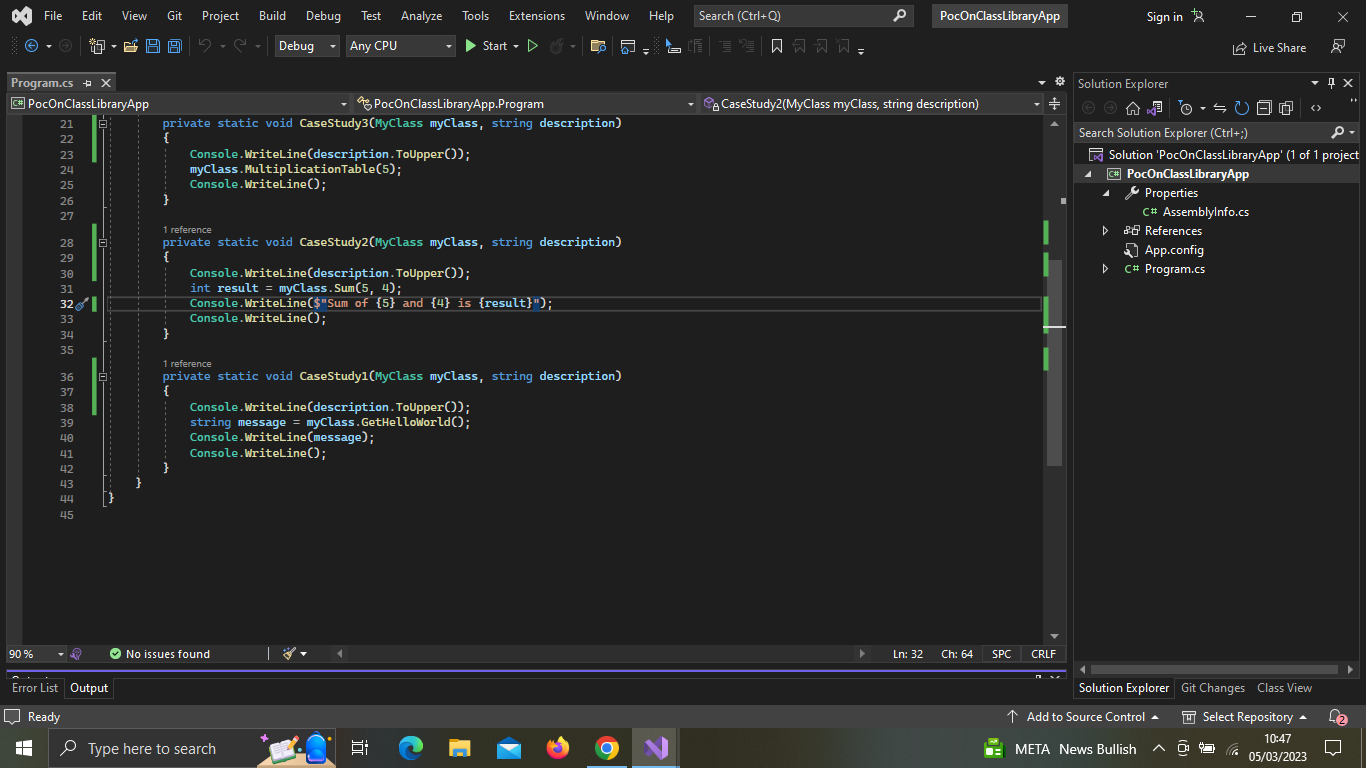 File Edit View Git Project Build Debug Test Analyze Tools Extensions Window Help Search (Ctrl+Q) PocOnClassLibraryApp Sign in
Debug Any CPU Start Live Share
Program.cs
PocOnClassLibraryApp PocOnClassLibraryApp.Program CaseStudy2(MyClass myClass, string description)
21 private static void CaseStudy3(MyClass myClass, string description)
22 {
23 Console.WriteLine(description.ToUpper());
24 myClass.MultiplicationTable(5);
25 Console.WriteLine();
26 }
27
1 reference
28 private static void CaseStudy2(MyClass myClass, string description)
29 {
30 Console.WriteLine(description.ToUpper());
31 int result = myClass.Sum(5, 4);
32 Console.WriteLine($"Sum of {5} and {4} is {result}");
33 Console.WriteLine();
34 }
35
1 reference
36 private static void CaseStudy1(MyClass myClass, string description)
37 {
38 Console.WriteLine(description.ToUpper());
39 string message = myClass.GetHelloWorld();
40 Console.WriteLine(message);
41 Console.WriteLine();
42 }
43 }
44 }
45
90 % No issues found Ln: 32 Ch: 64 SPC CRLF
Error List Output
Solution Explorer
Search Solution Explorer (Ctrl+;)
Solution 'PocOnClassLibraryApp' (1 of 1 project
PocOnClassLibraryApp
Properties
AssemblyInfo.cs
References
App.config
Program.cs
Solution Explorer Git Changes Class View
Ready Add to Source Control Select Repository 2
Type here to search META News Bullish 10:47
05/03/2023